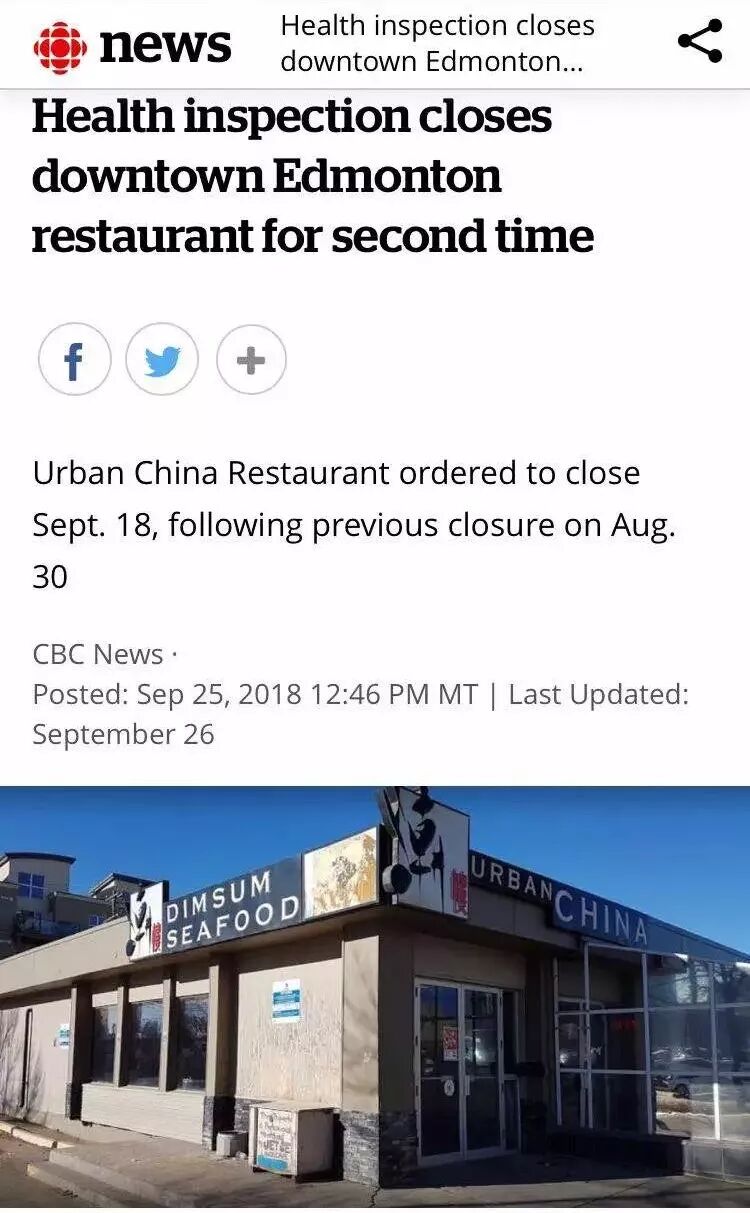 news
Health inspection closes
downtown Edmonton...
Health inspection closes
downtown Edmonton
restaurant for second time
Urban China Restaurant ordered to close
Sept. 18, following previous closure on Aug.
30
CBC News ·
Posted: Sep 25, 2018 12:46 PM MT | Last Updated:
September 26
DIMSUM
SEAFOOD
URBAN CHINA